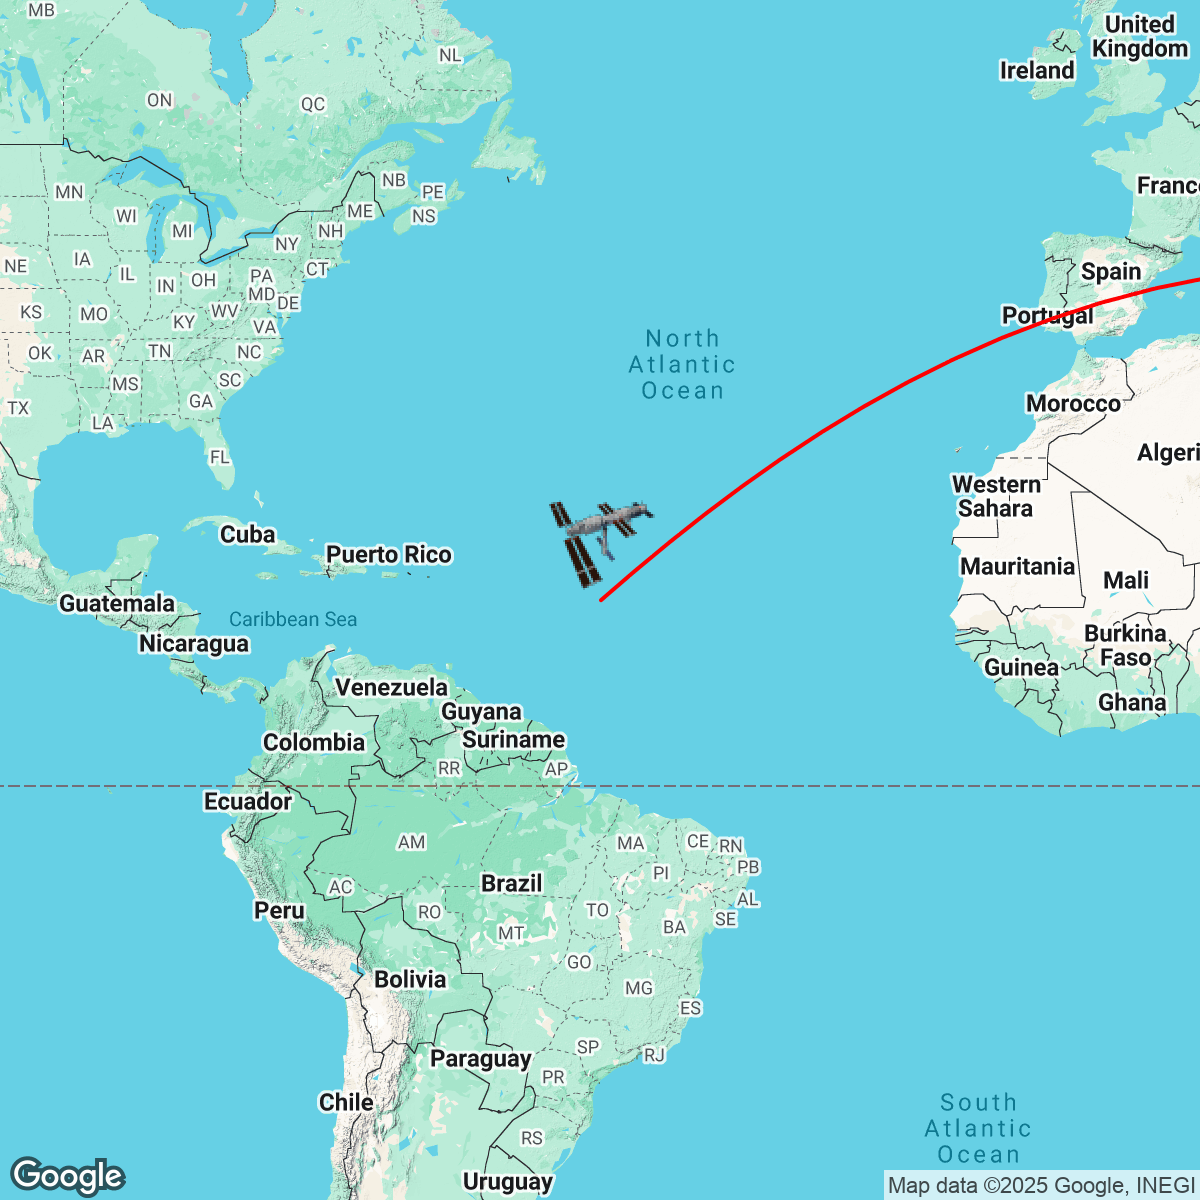 MB
United
Kingdom
NL
Ireland
ON
QC
NB
PE
MN
France
ME
NS
WI
MI
NH
NY
NE
IA
IL
OH
PA
CT
Spain
IN
MD
DE
KS
MO
WV
Portugal
KY
VA
OK
AR
TN
NC
North
Atlantic
Ocean
MS
SC
TX
GA
Morocco
LA
FL
Algeri
Western
Sahara
Cuba
Puerto Rico
Mauritania
Mali
Guatemala
Caribbean Sea
Burkina
Faso
Nicaragua
Guinea
Venezuela
Ghana
Guyana
Suriname
Colombia
RR
AP
Ecuador
AM
MA
CE
RN
PI
PB
AC
Brazil
AL
Peru
RO
TO
SE
MT
BA
GO
Bolivia
MG
ES
SP
RJ
Paraguay
PR
Chile
South
Atlantic
Ocean
RS
Uruguay
Google
Map data ©2025 Google, INEGI